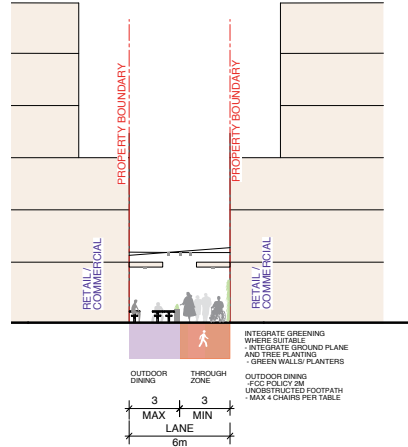 PROPERTY BOUNDARY
PROPERTY BOUNDARY
RETAIL/
COMMERCIAL
RETAIL/
COMMERCIAL
OUTDOOR
DINING
THROUGH
ZONE
3
MAX
3
MIN
LANE
6m
INTEGRATE GREENING
WHERE SUITABLE
- INTEGRATE GROUND PLANE
AND TREE PLANTING
- GREEN WALLS/ PLANTERS
OUTDOOR DINING
-FCC POLICY 2M
UNOBSTRUCTED FOOTPATH
- MAX 4 CHAIRS PER TABLE